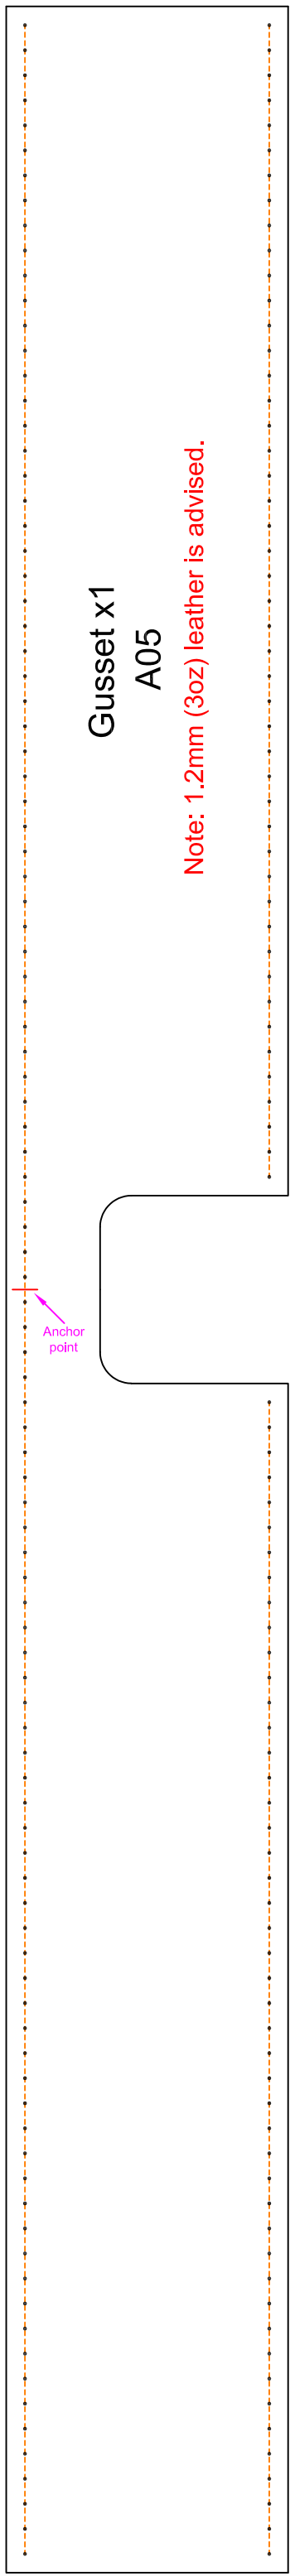 Gusset x1
A05
Note: 1.2mm (3oz) leather is advised.
Anchor
point